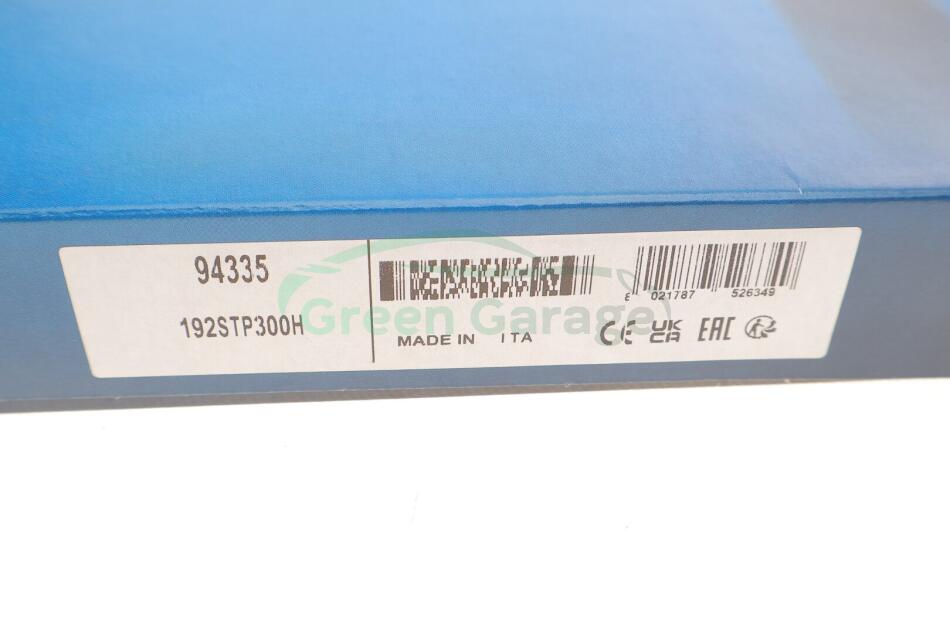 94335
192STP300H
MADE IN ITA
8 021787 526349
CE UK CA EAC
Green Garage